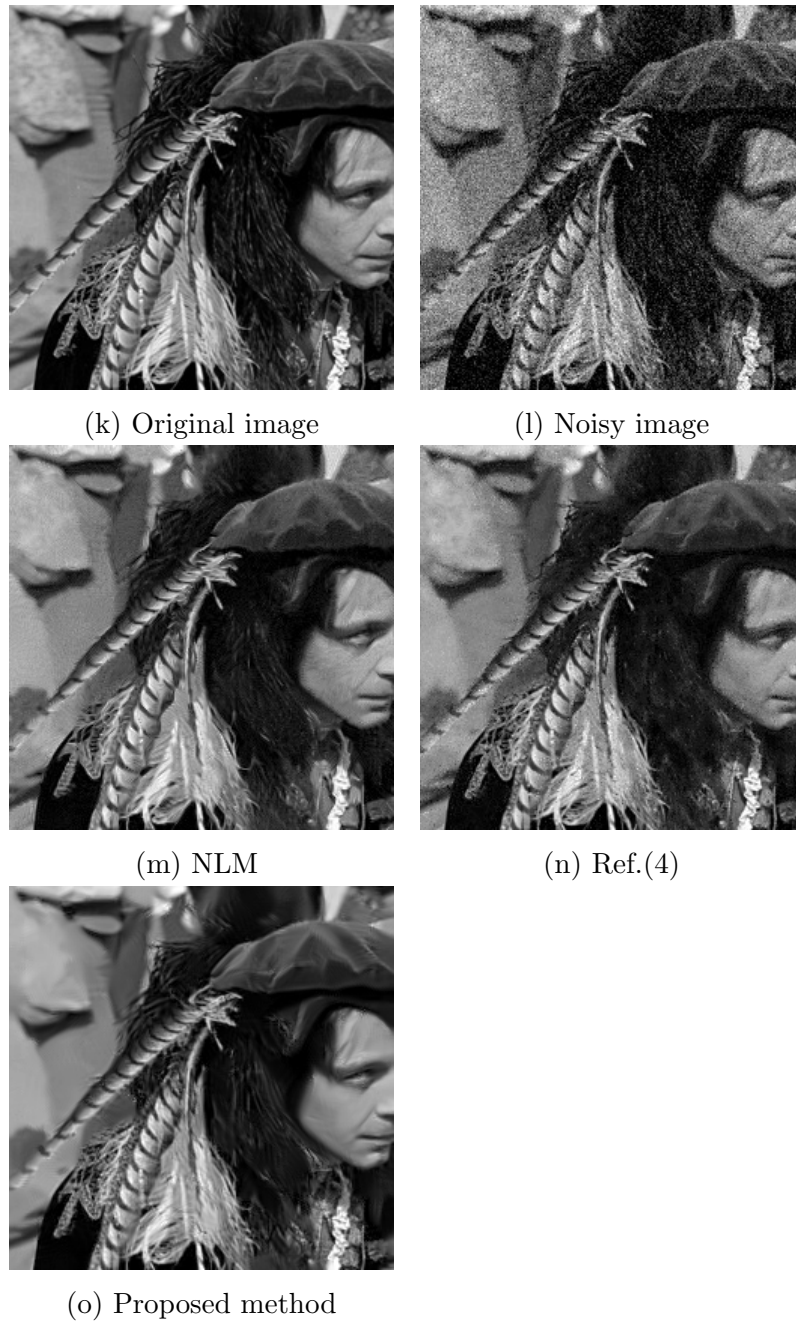 (k) Original image
(l) Noisy image
(m) NLM
(n) Ref.(4)
(o) Proposed method